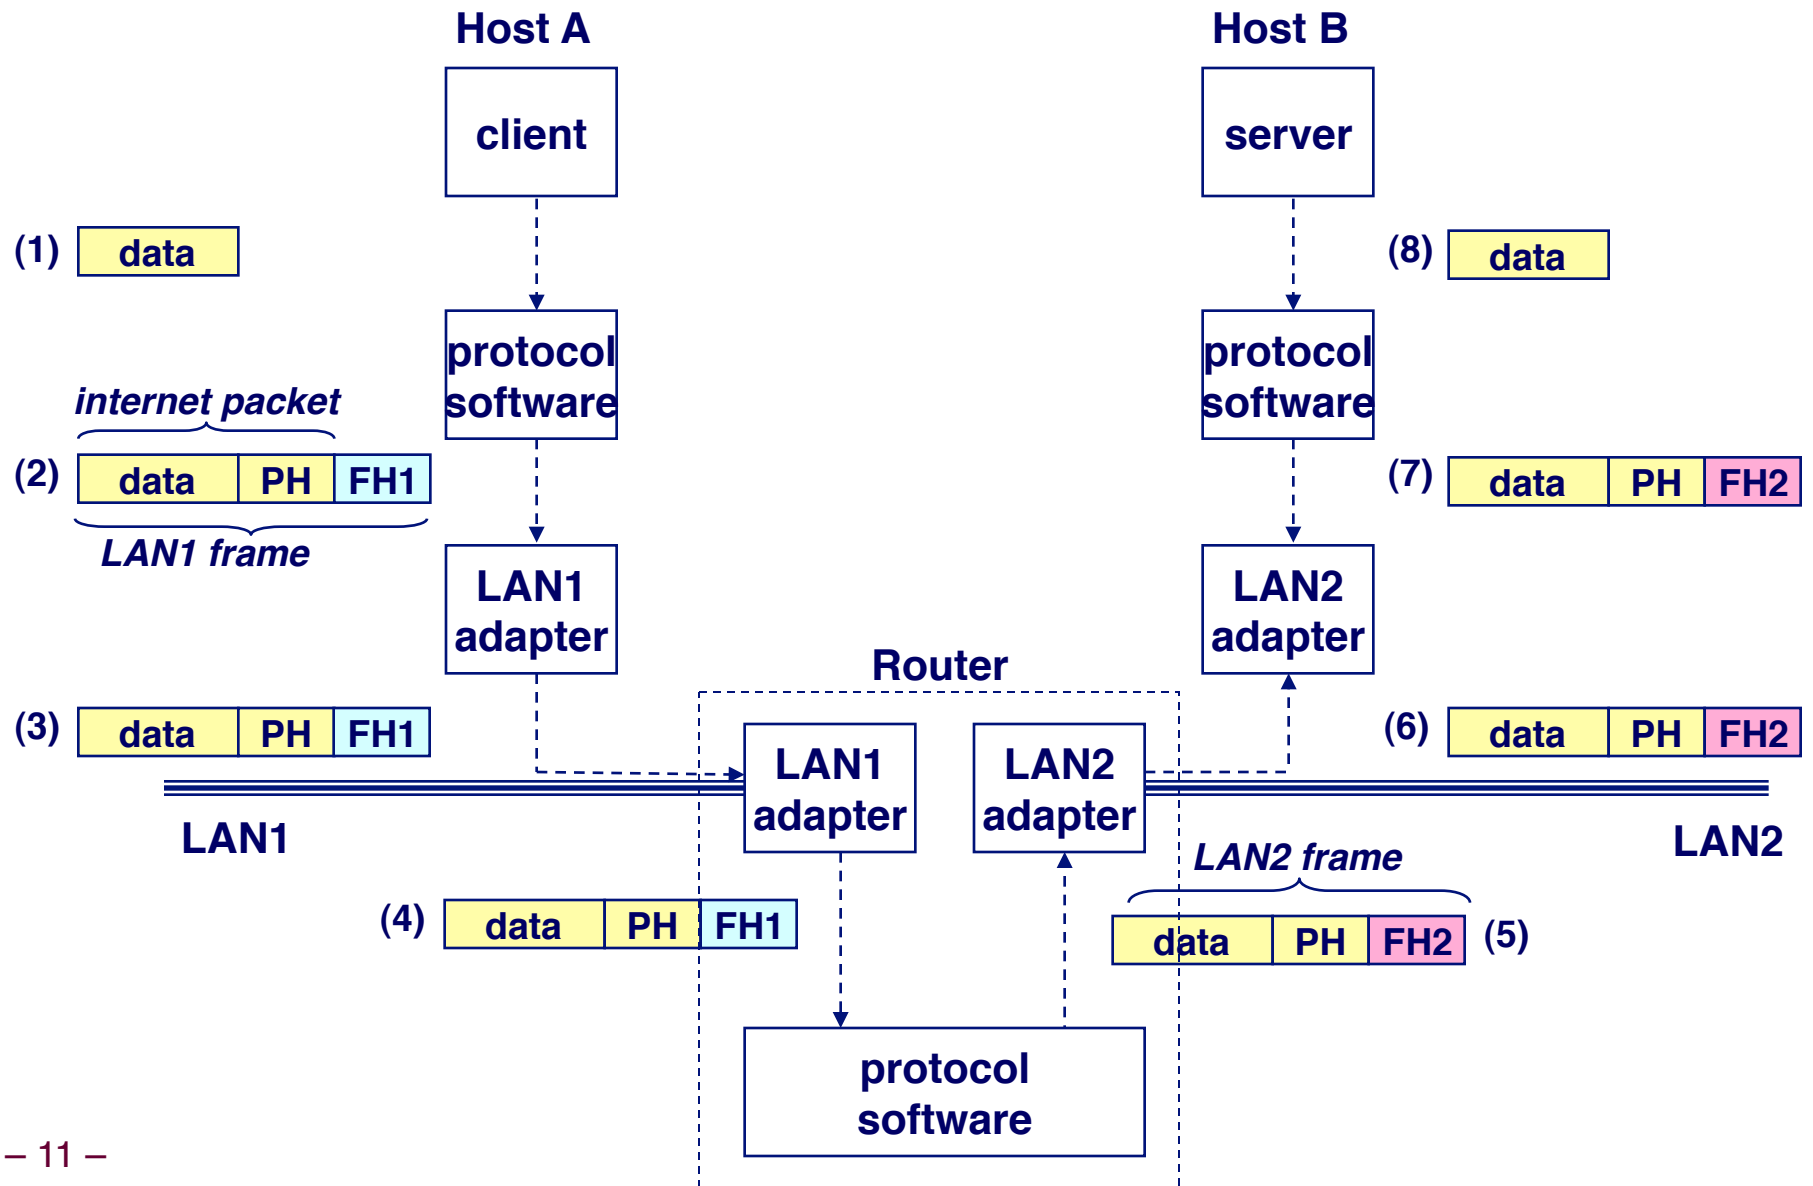 Host A
Host B
client
server
(1) data
(8) data
protocol
software
protocol
software
internet packet
(2) data PH FH1
LAN1 frame
(7) data PH FH2
LAN1
adapter
LAN2
adapter
Router
(3) data PH FH1
(6) data PH FH2
LAN1
adapter
LAN2
adapter
LAN1
LAN2
LAN2 frame
(4) data PH FH1
data PH FH2 (5)
protocol
software
– 11 –